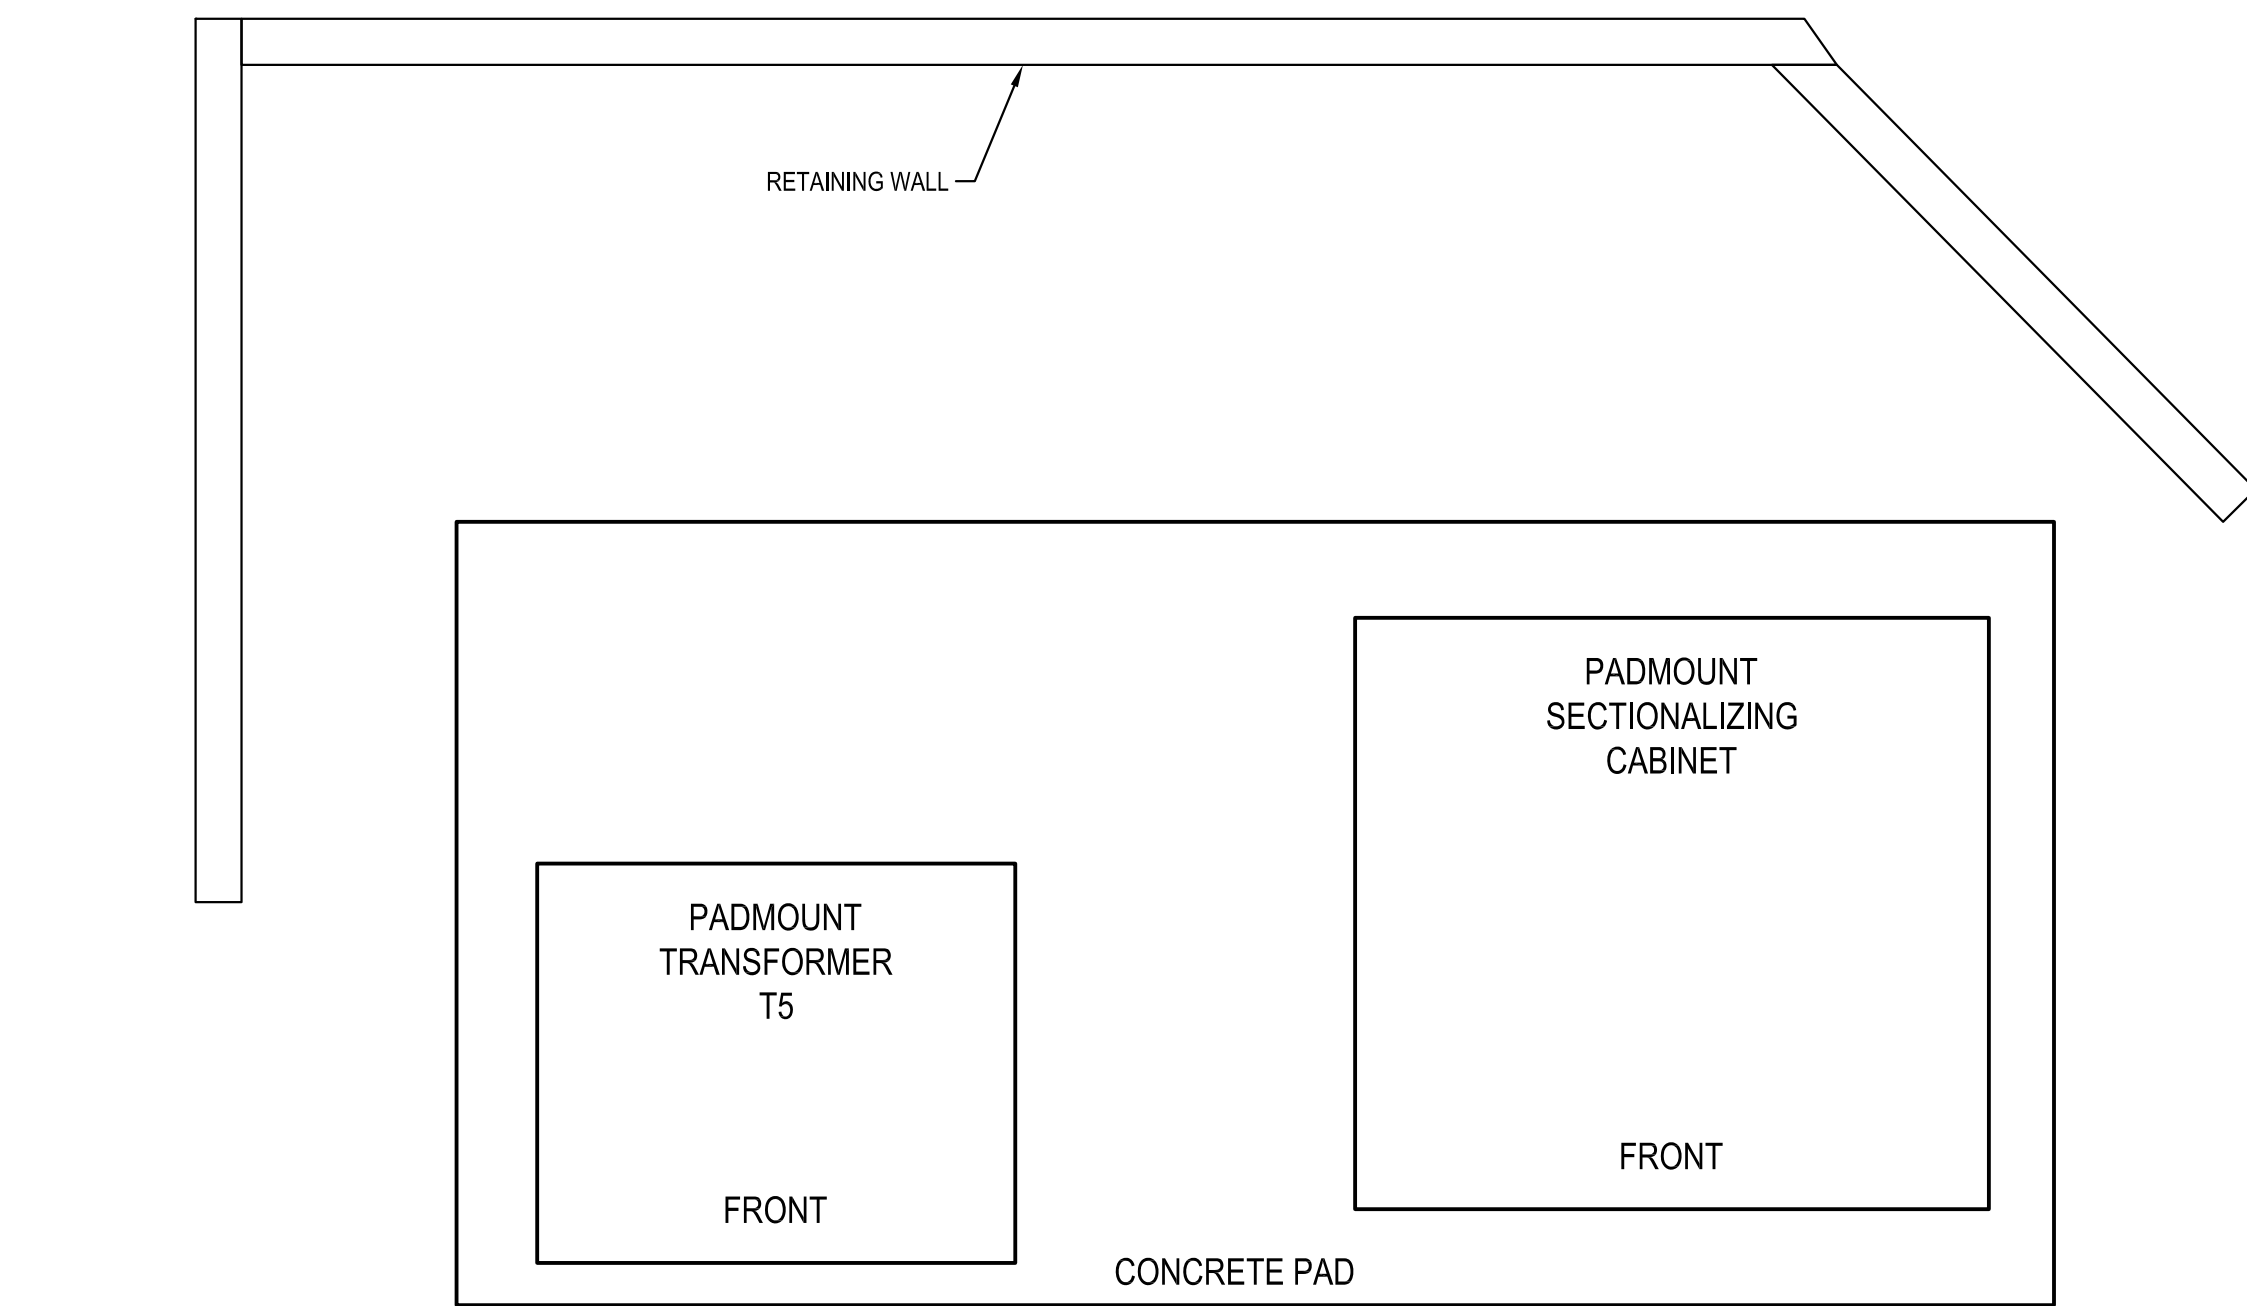 RETAINING WALL
PADMOUNT
SECTIONALIZING
CABINET
PADMOUNT
TRANSFORMER
T5
FRONT
FRONT
CONCRETE PAD